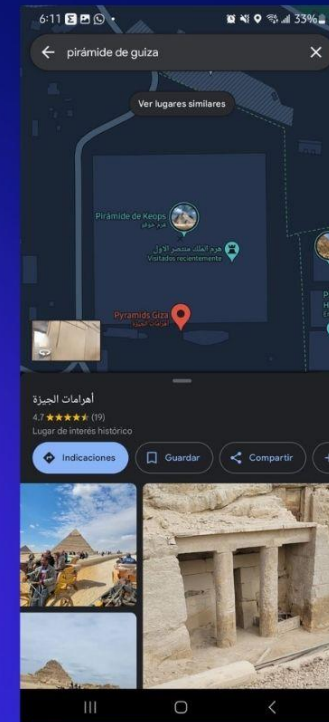 6:11
33%
pirámide de guiza
Ver lugares similares
Pirámide de Keops
هرم خوفو
هرم الملك منتصر الاول
Visitados recientemente
Pyramids Giza
أهرامات الجيزة
أهرامات الجيزة
4.7 (19)
Lugar de interés histórico
Indicaciones
Guardar
Compartir